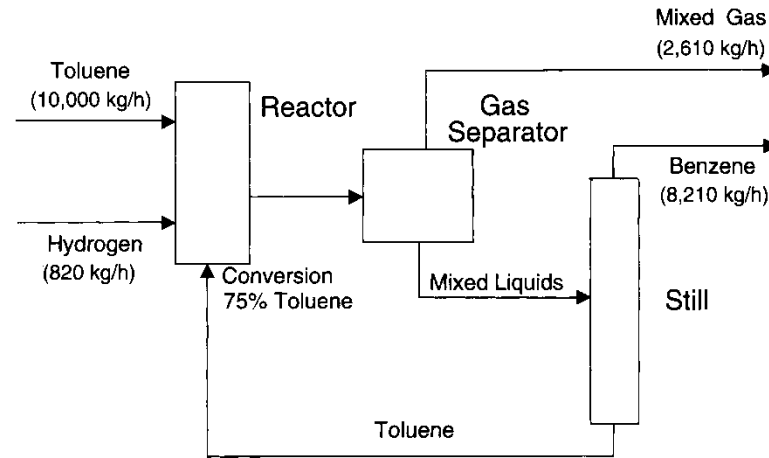 Mixed Gas
(2,610 kg/h)
Toluene
(10,000 kg/h)
Reactor
Gas
Separator
Benzene
(8,210 kg/h)
Hydrogen
(820 kg/h)
Conversion
75% Toluene
Mixed Liquids
Still
Toluene